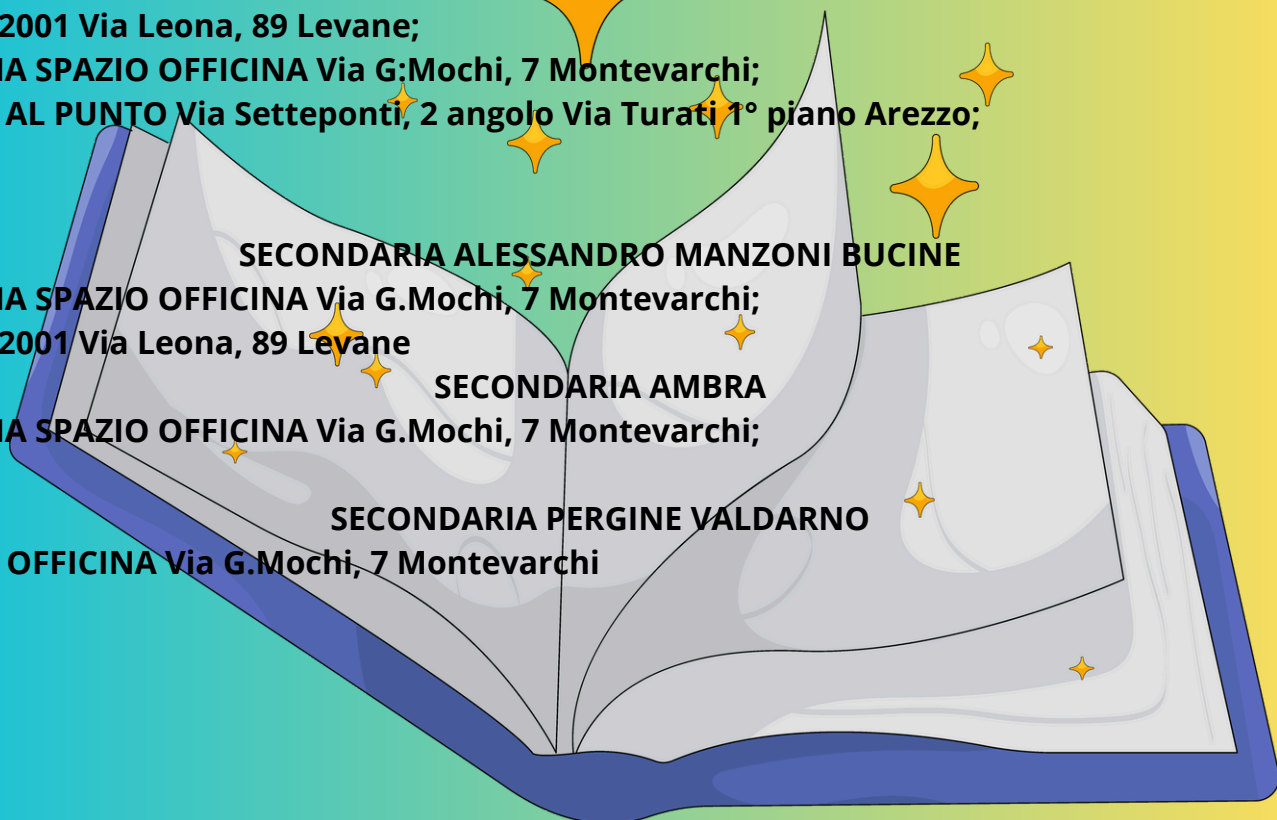 2001 Via Leona, 89 Levane;
IA SPAZIO OFFICINA Via G:Mochi, 7 Montevarchi;
AL PUNTO Via Setteponti, 2 angolo Via Turati 1° piano Arezzo;
SECONDARIA ALESSANDRO MANZONI BUCINE
IA SPAZIO OFFICINA Via G.Mochi, 7 Montevarchi;
2001 Via Leona, 89 Levane
SECONDARIA AMBRA
IA SPAZIO OFFICINA Via G.Mochi, 7 Montevarchi;
SECONDARIA PERGINE VALDARNO
OFFICINA Via G.Mochi, 7 Montevarchi